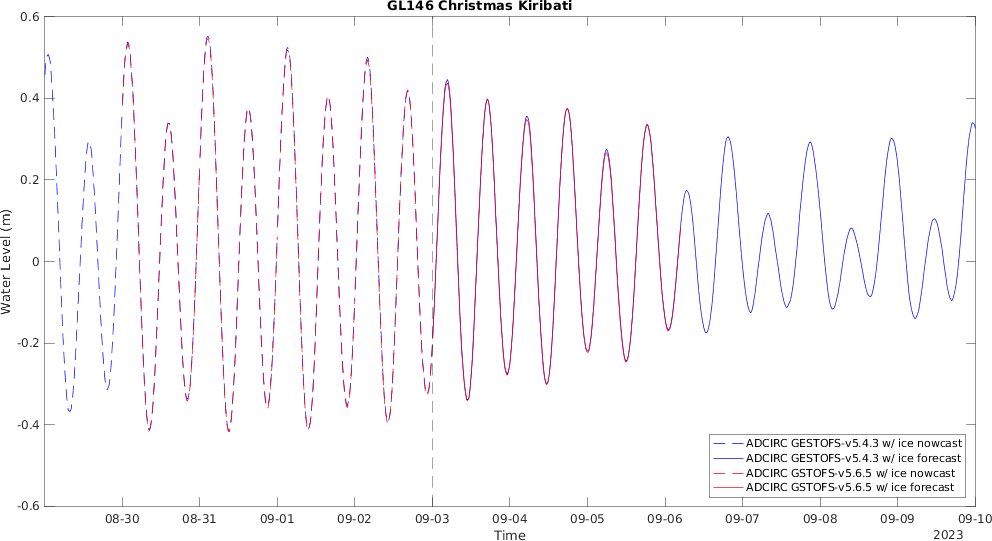 GL146 Christmas Kiribati
Water Level (m)
0.6
0.4
0.2
0
-0.2
-0.4
-0.6
08-30
08-31
09-01
09-02
09-03
09-04
09-05
09-06
09-07
09-08
09-09
09-10
Time
2023
ADCIRC GESTOFS-v5.4.3 w/ ice nowcast
ADCIRC GESTOFS-v5.4.3 w/ ice forecast
ADCIRC GSTOFS-v5.6.5 w/ ice nowcast
ADCIRC GSTOFS-v5.6.5 w/ ice forecast